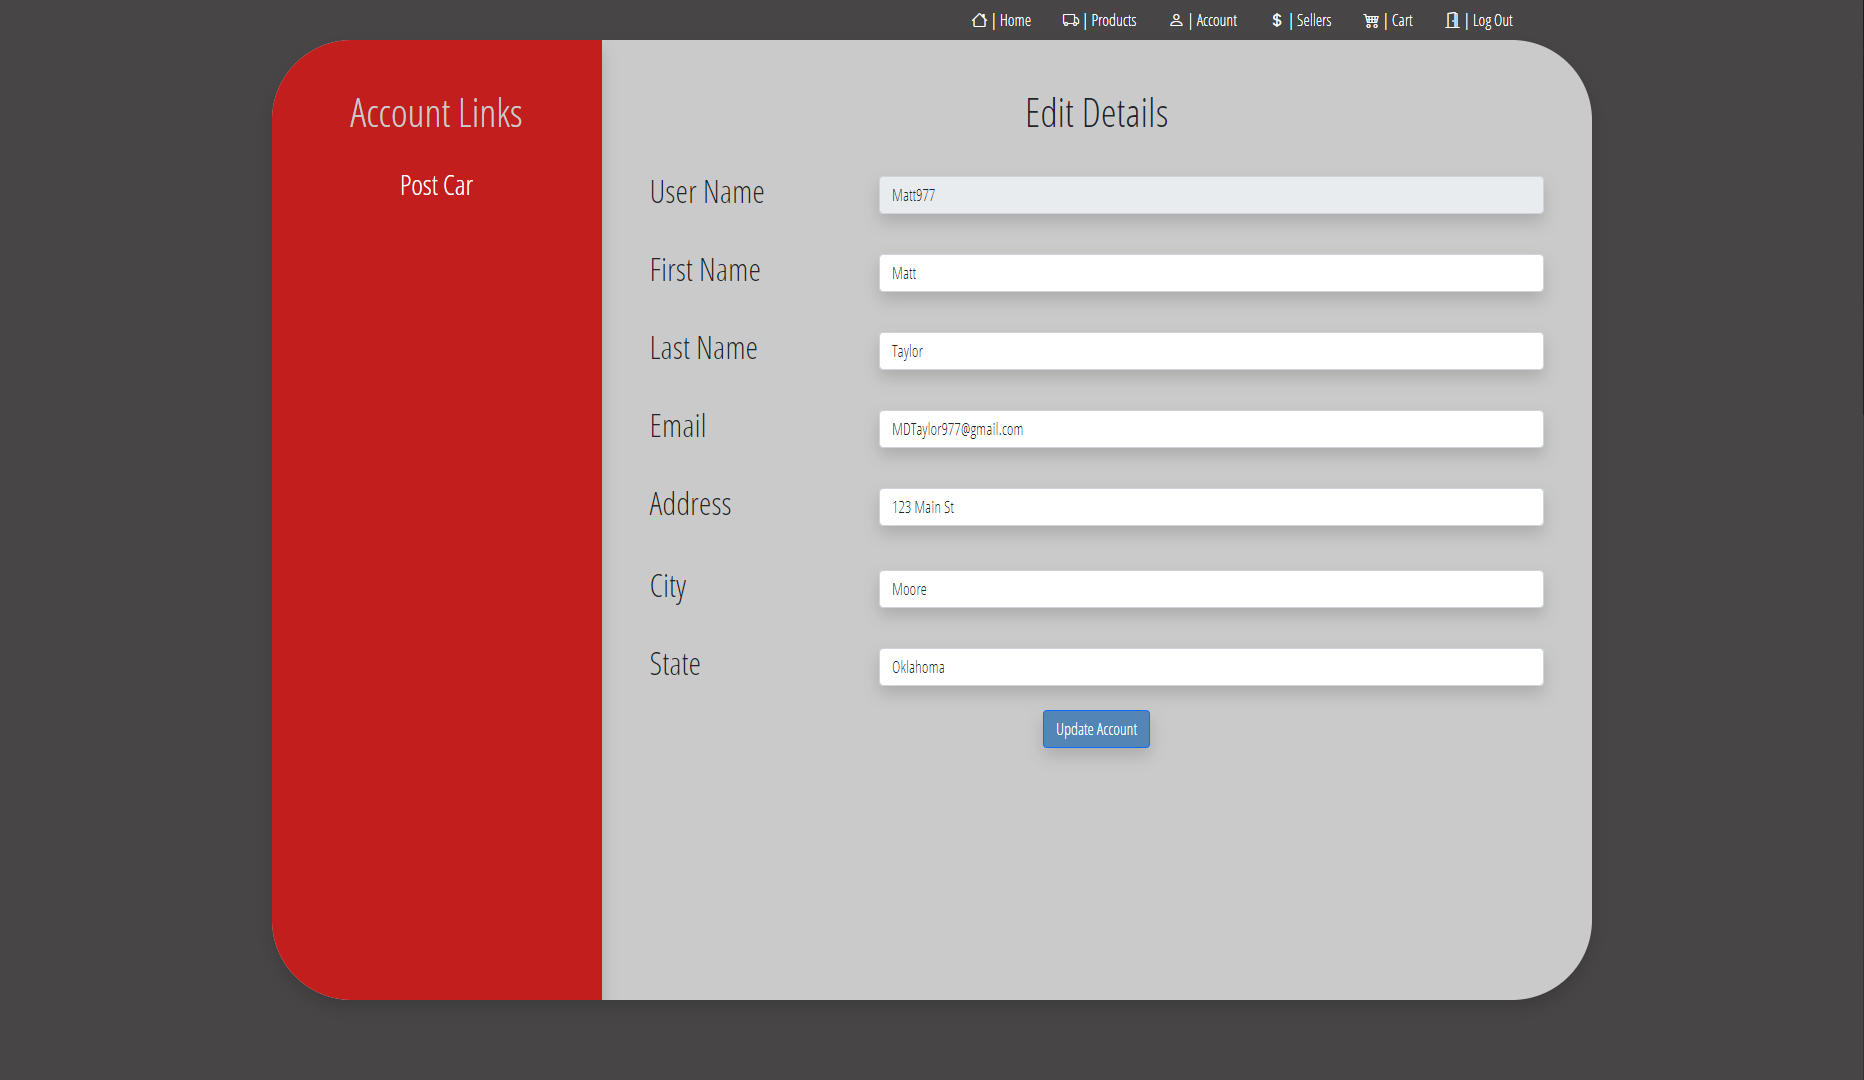 | Home | Products | Account $ | Sellers | Cart | Log Out
Account Links
Post Car
Edit Details
User Name Matt977
First Name Matt
Last Name Taylor
Email MDTaylor977@gmail.com
Address 123 Main St
City Moore
State Oklahoma
Update Account